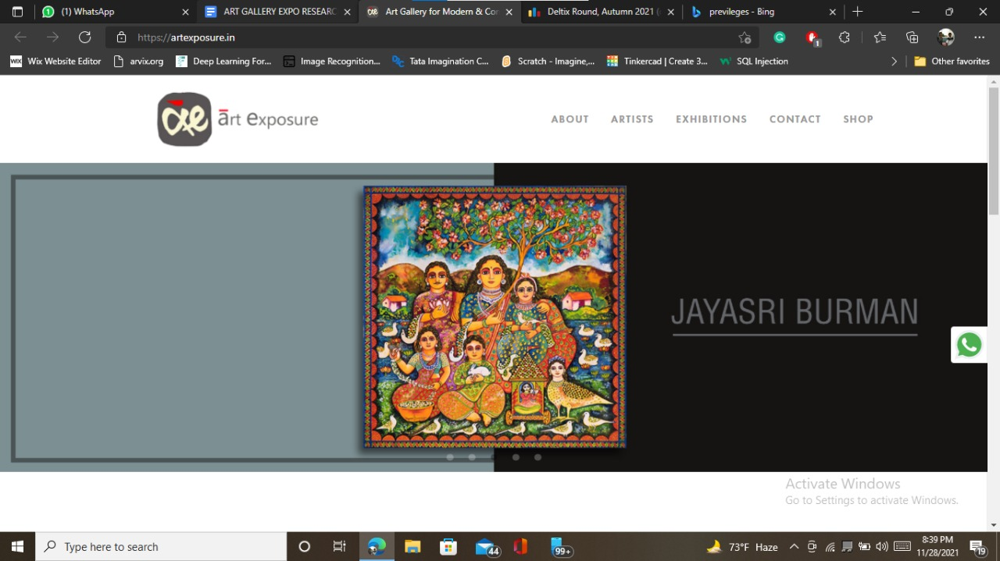 (1) WhatsApp
ART GALLERY EXPO RESEARC
Art Gallery for Modern & Con
Deltix Round, Autumn 2021 (
previleges - Bing
https://artexposure.in
1
Wix Website Editor
arvix.org
Deep Learning For...
Image Recognition...
Tata Imagination C...
Scratch - Imagine,...
Tinkercad | Create 3...
SQL Injection
Other favorites
āe
ārt exposure
ABOUT
ARTISTS
EXHIBITIONS
CONTACT
SHOP
JAYASRI BURMAN
Activate Windows
Go to Settings to activate Windows.
Type here to search
44
99+
73°F Haze
8:39 PM
11/28/2021
19